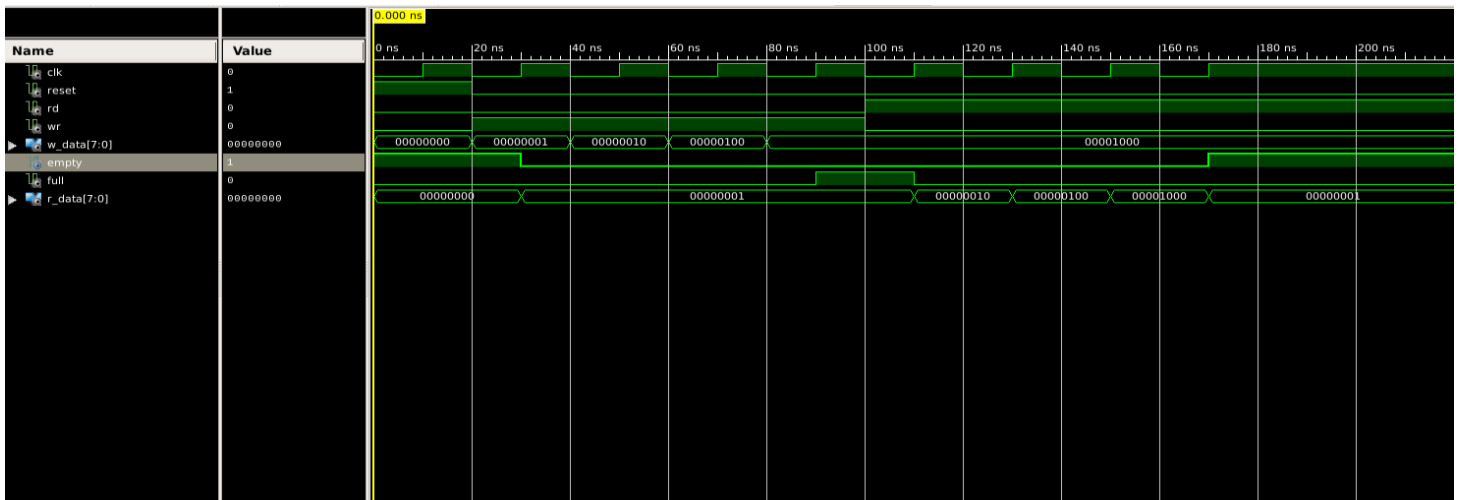 0.000 ns
Name Value 0 ns 20 ns 40 ns 60 ns 80 ns 100 ns 120 ns 140 ns 160 ns 180 ns 200 ns
clk 0
reset 1
rd 0
wr 0
w_data[7:0] 00000000 00000000 00000001 00000010 00000100 00001000
empty 1
full 0
r_data[7:0] 00000000 00000000 00000001 00000010 00000100 00001000 00000001